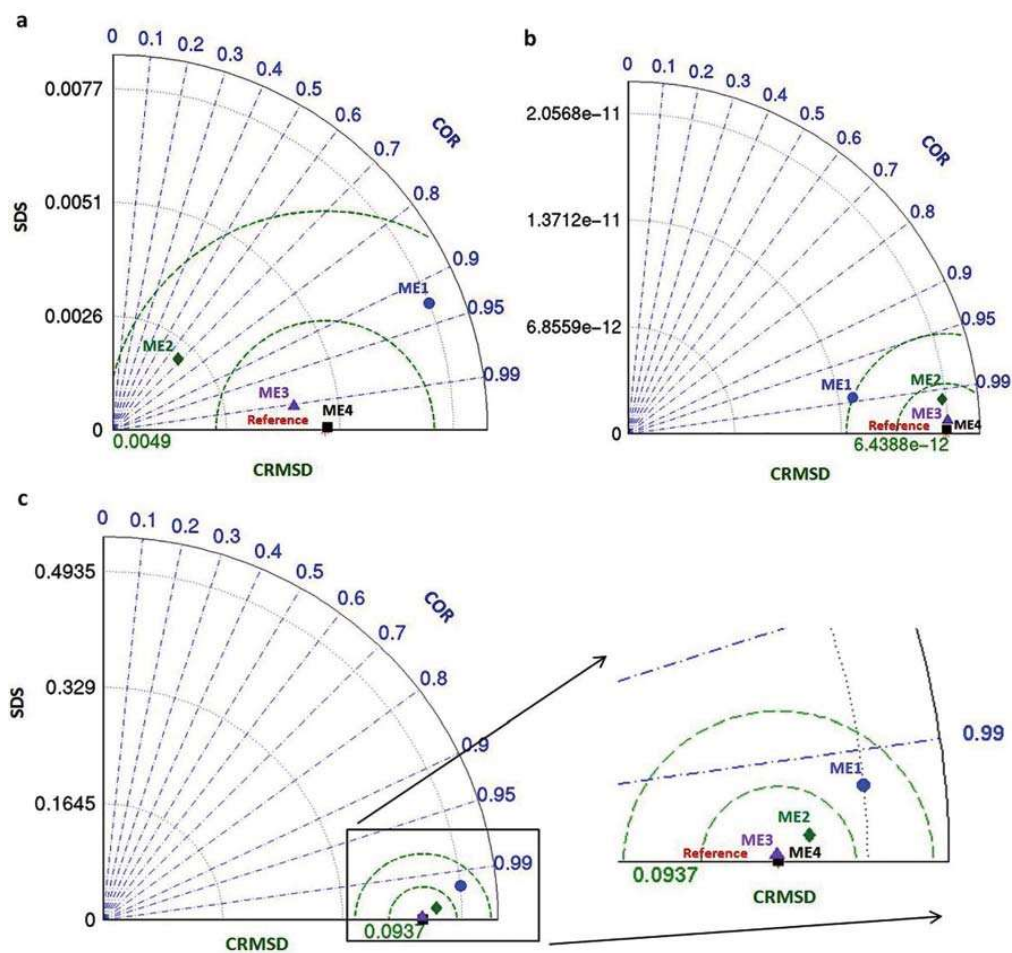 a
0 0.1 0.2 0.3 0.4 0.5 0.6 0.7 0.8 0.9 0.95 0.99
COR
SDS
0.0077
0.0051
0.0026
0
ME1
ME2
ME3
ME4
Reference
0.0049
CRMSD
b
0 0.1 0.2 0.3 0.4 0.5 0.6 0.7 0.8 0.9 0.95 0.99
COR
2.0568e-11
1.3712e-11
6.8559e-12
0
ME1
ME2
ME3
Reference
ME4
6.4388e-12
CRMSD
c
0 0.1 0.2 0.3 0.4 0.5 0.6 0.7 0.8 0.9 0.95 0.99
COR
SDS
0.4935
0.329
0.1645
0
0.0937
CRMSD
0.99
ME1
ME2
ME3
Reference
ME4
0.0937
CRMSD